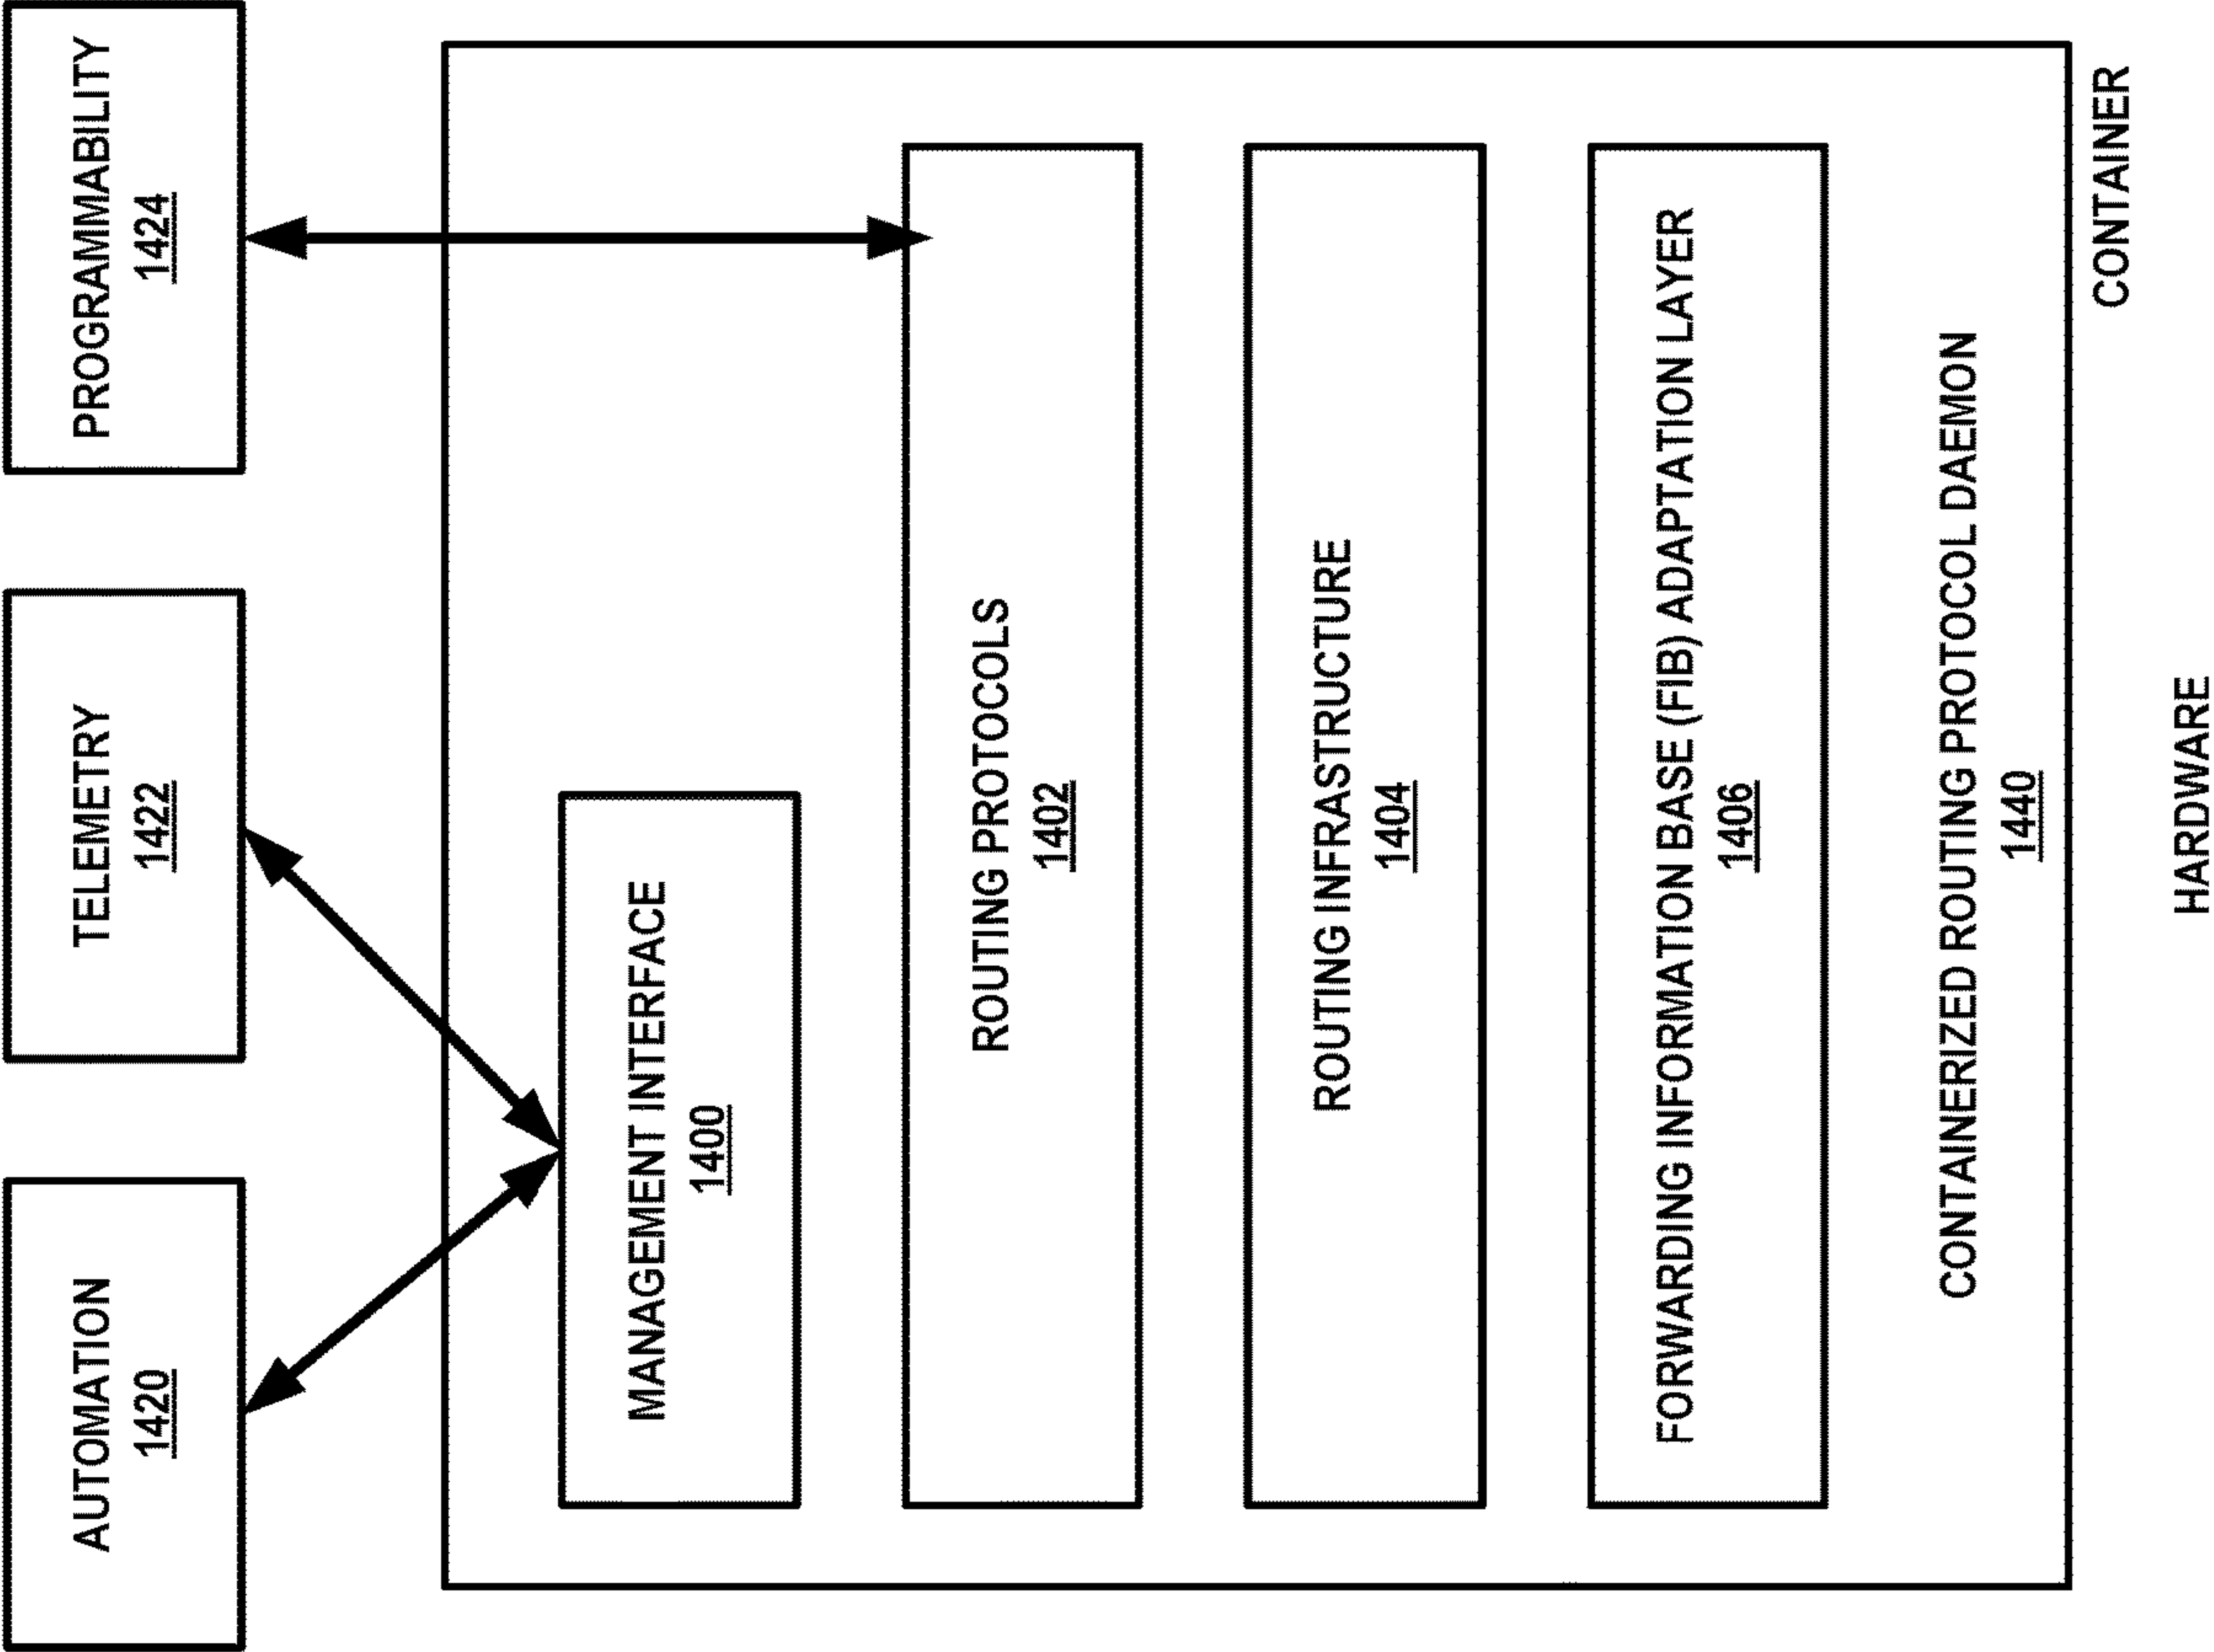 AUTOMATION
1420
TELEMETRY
1422
PROGRAMMABILITY
1424
MANAGEMENT INTERFACE
1400
ROUTING PROTOCOLS
1402
ROUTING INFRASTRUCTURE
1404
FORWARDING INFORMATION BASE (FIB) ADAPTATION LAYER
1406
CONTAINERIZED ROUTING PROTOCOL DAEMON
1440
CONTAINER
HARDWARE